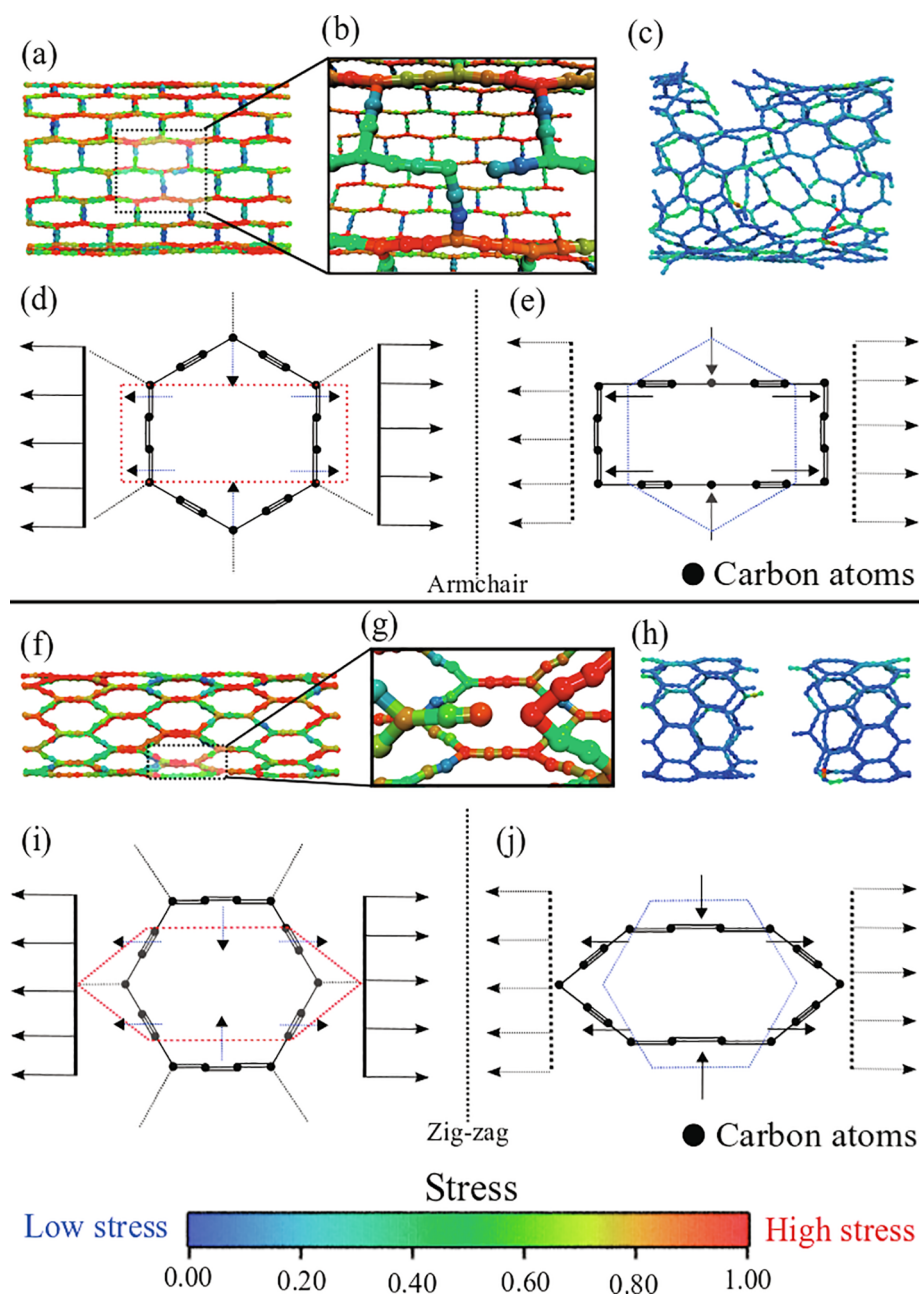 (a)
(b)
(c)
(d)
(e)
Armchair
Carbon atoms
(f)
(g)
(h)
(i)
(j)
Zig-zag
Carbon atoms
Stress
Low stress
High stress
0.00 0.20 0.40 0.60 0.80 1.00